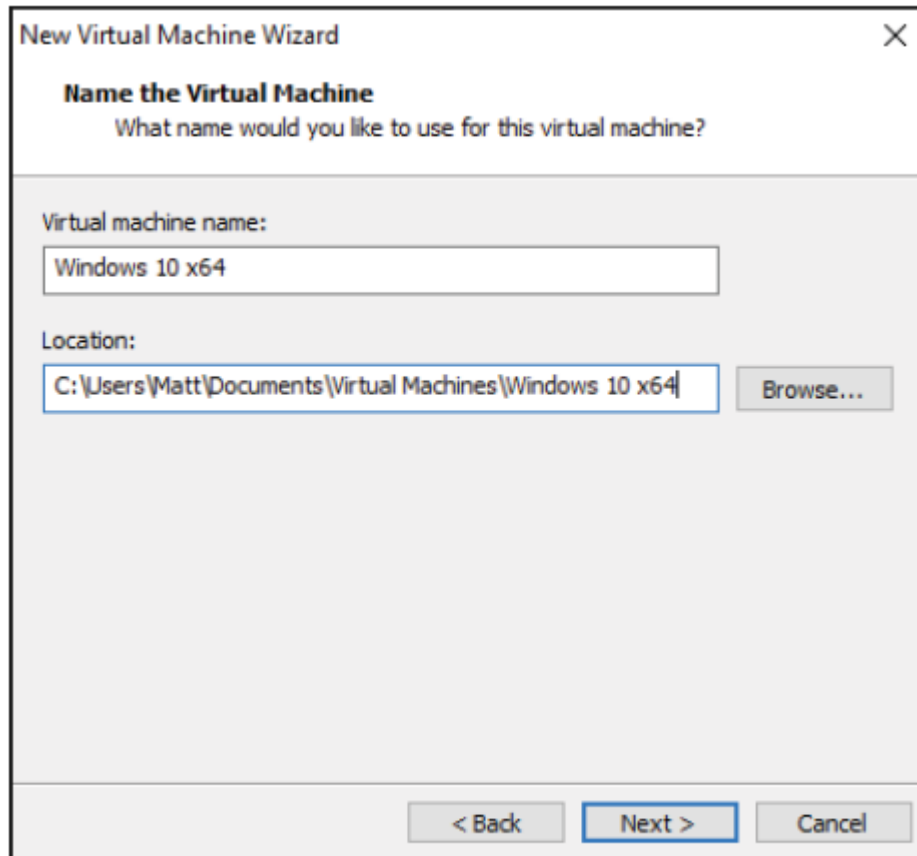 New Virtual Machine Wizard
Name the Virtual Machine
What name would you like to use for this virtual machine?
Virtual machine name:
Windows 10 x64
Location:
C:\Users\Matt\Documents\Virtual Machines\Windows 10 x64
Browse...
< Back
Next >
Cancel